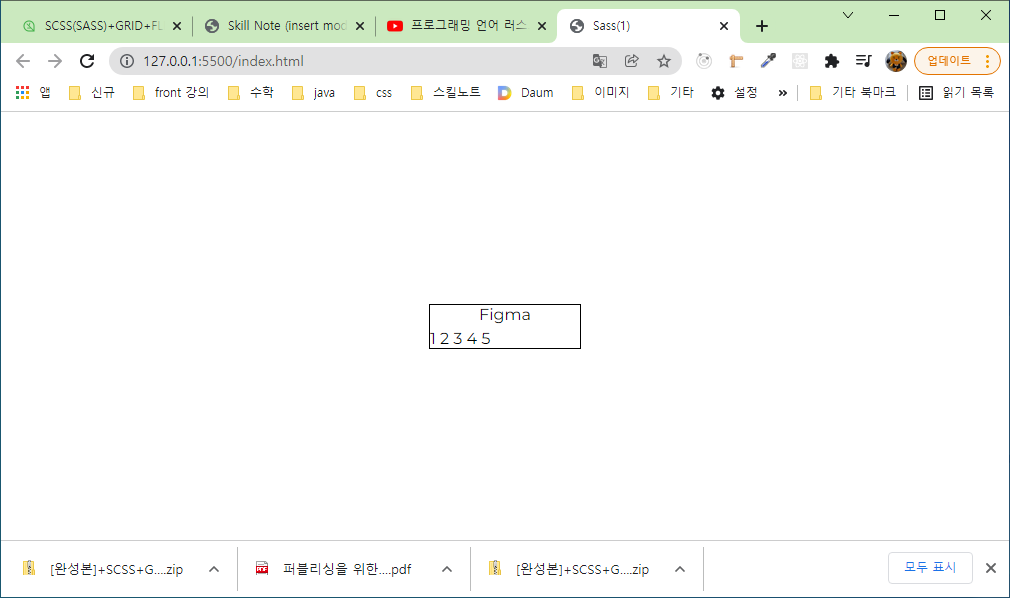 SCSS(SASS)+GRID+FL
Skill Note (insert mod
프로그래밍 언어 러스
Sass(1)
127.0.0.1:5500/index.html
업데이트
앱 신규 front 강의 수학 java css 스킬노트 Daum 이미지 기타 설정 » 기타 북마크 읽기 목록
Figma
1 2 3 4 5
[완성본]+SCSS+G....zip
퍼블리싱을 위한....pdf
[완성본]+SCSS+G....zip
모두 표시